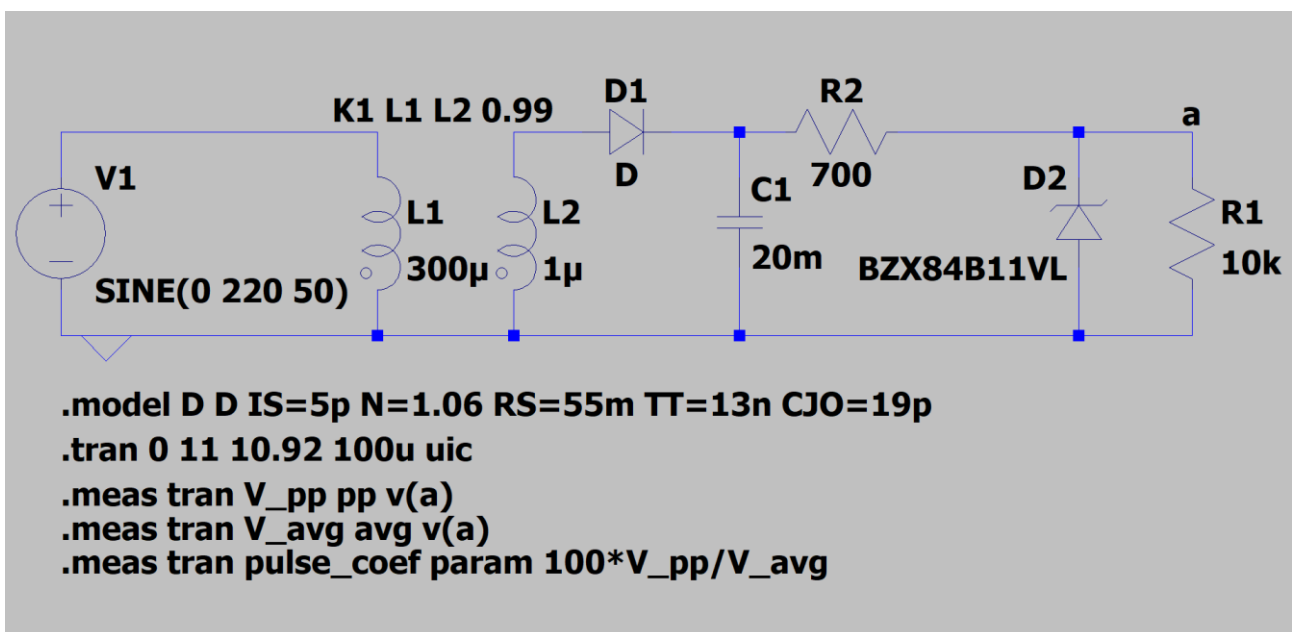 K1 L1 L2 0.99
D1
R2
a
V1
D
700
C1
D2
L1
L2
R1
300µ
1µ
20m
BZX84B11VL
10k
SINE(0 220 50)
.model D D IS=5p N=1.06 RS=55m TT=13n CJO=19p
.tran 0 11 10.92 100u uic
.meas tran V_pp pp v(a)
.meas tran V_avg avg v(a)
.meas tran pulse_coef param 100*V_pp/V_avg